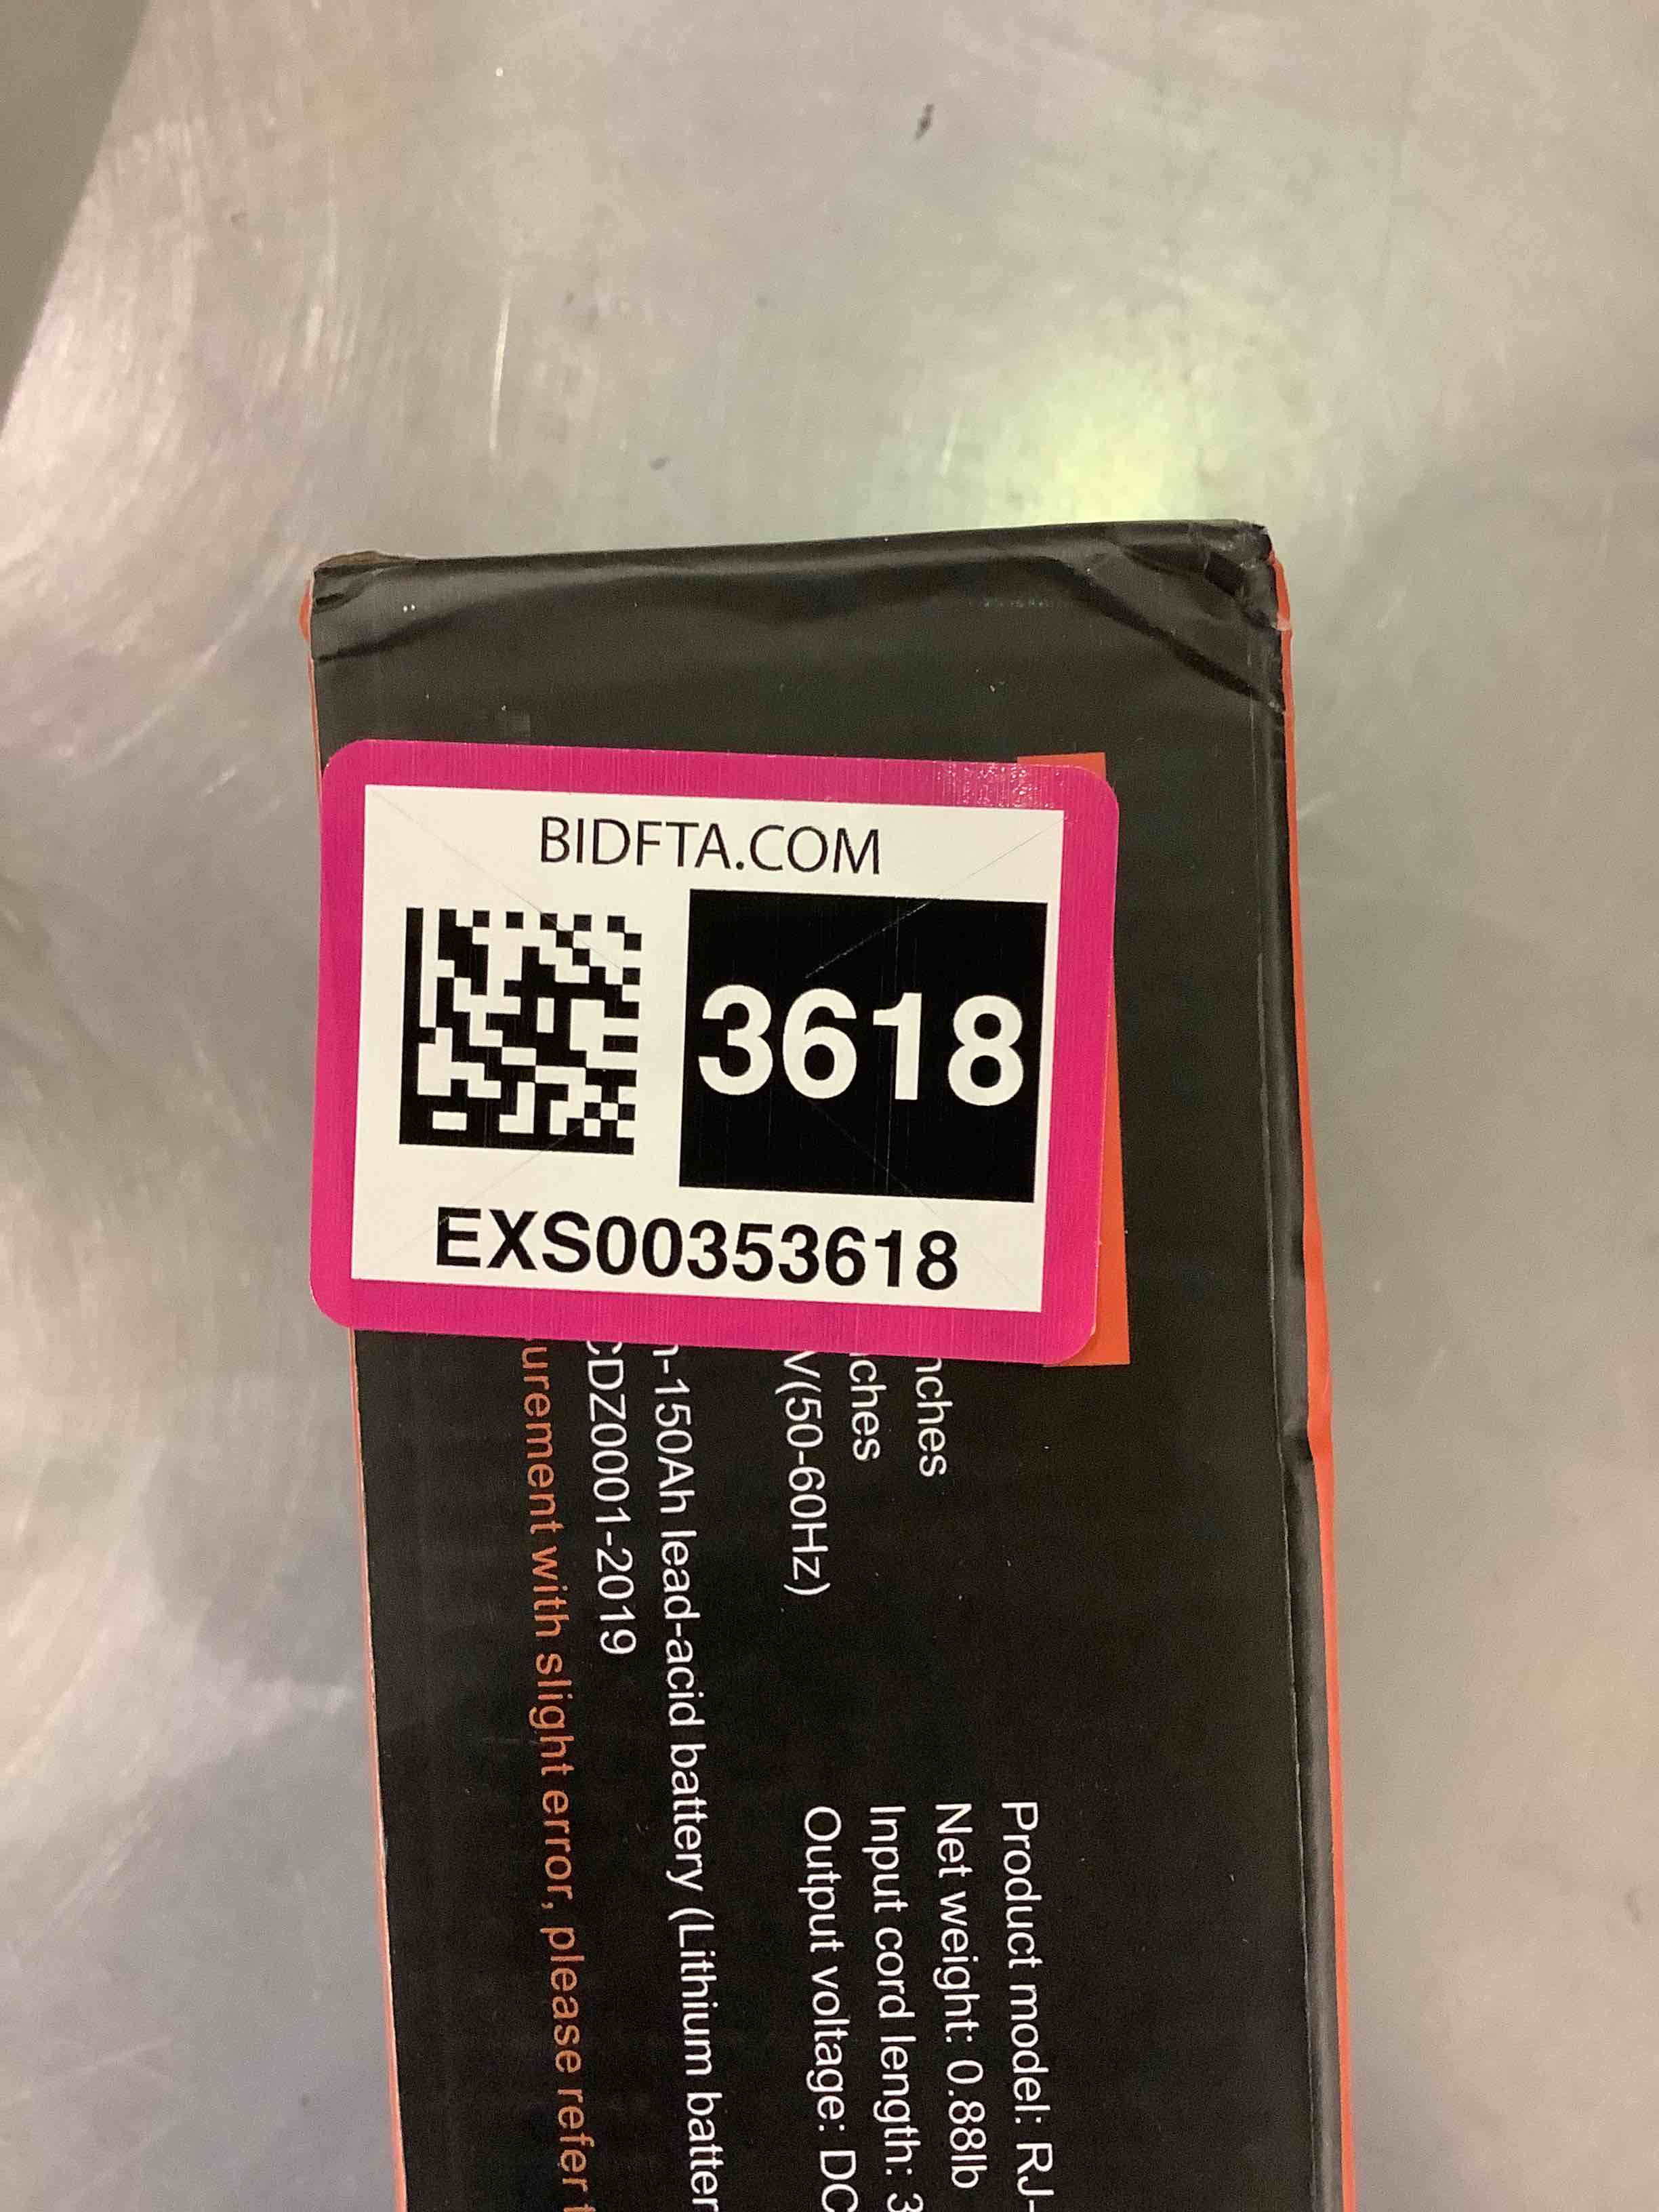 BIDFTA.COM
3618
EXS00353618
Product model: RJ-
nches
Net weight: 0.88lb
ches
Input cord length: 3
V(50-60Hz)
Output voltage: DC
-150Ah lead-acid battery (Lithium batter
CDZ0001-2019
urement with slight error, please refer